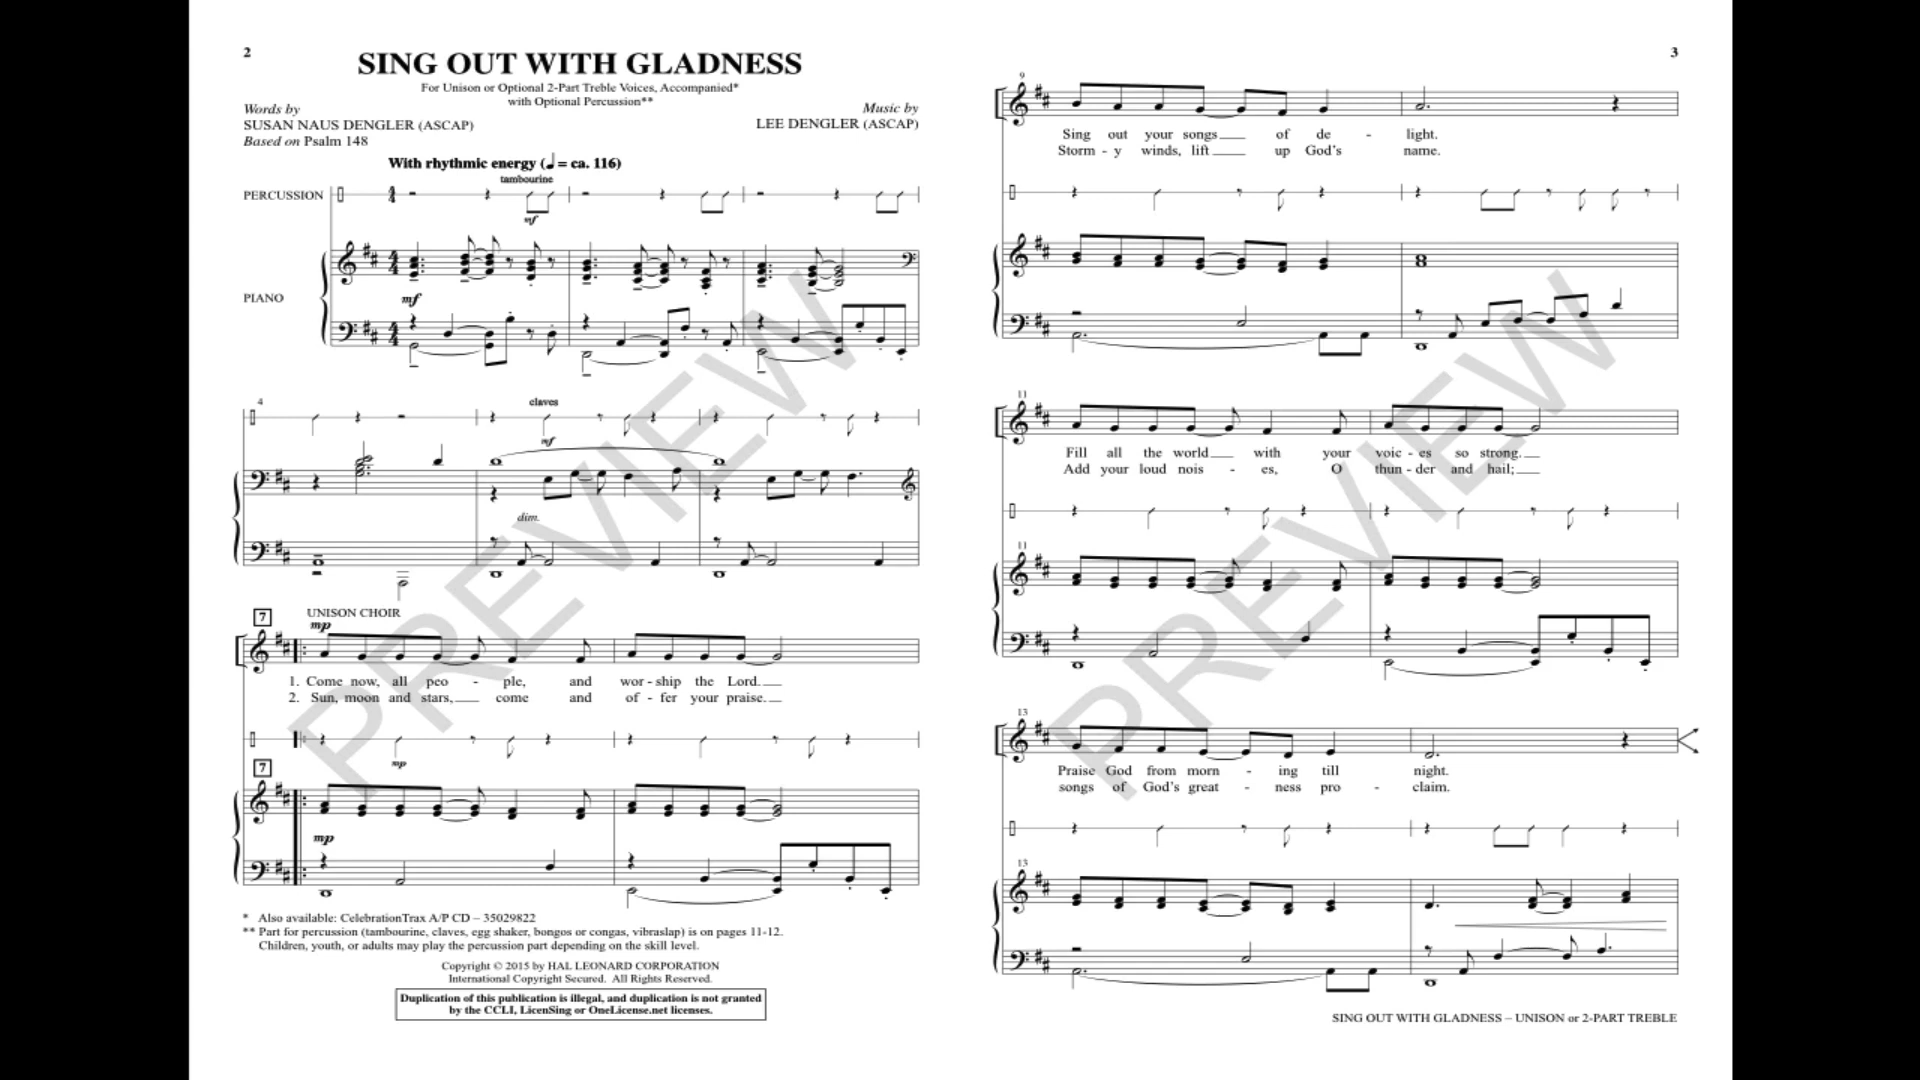 2
SING OUT WITH GLADNESS
For Unison or Optional 2-Part Treble Voices, Accompanied*
with Optional Percussion**
Words by
SUSAN NAUS DENGLER (ASCAP)
Based on Psalm 148
Music by
LEE DENGLER (ASCAP)
With rhythmic energy (♩ = ca. 116)
tambourine
PERCUSSION
mf
PIANO
mf
4
claves
mf
dim.
7
UNISON CHOIR
mp
1. Come now, all peo - ple, and wor - ship the Lord.
2. Sun, moon and stars, come and of - fer your praise.
mp
7
mp
* Also available: CelebrationTrax A/P CD – 35029822
** Part for percussion (tambourine, claves, egg shaker, bongos or congas, vibraslap) is on pages 11-12.
Children, youth, or adults may play the percussion part depending on the skill level.
Copyright © 2015 by HAL LEONARD CORPORATION
International Copyright Secured. All Rights Reserved.
Duplication of this publication is illegal, and duplication is not granted
by the CCLI, LicenSing or OneLicense.net licenses.
PREVIEW
3
9
Sing out your songs of de - light.
Storm - y winds, lift up God's name.
11
Fill all the world with your voic - es so strong.
Add your loud nois - es, O thun - der and hail;
11
13
Praise God from morn - ing till night.
songs of God's great - ness pro - claim.
13
SING OUT WITH GLADNESS – UNISON or 2-PART TREBLE
PREVIEW